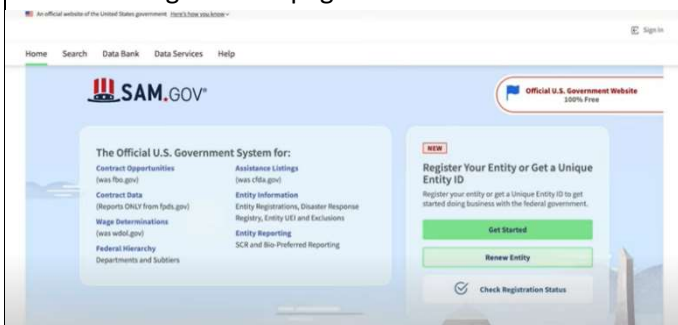 An official website of the United States government Here's how you know
Sign In
Home Search Data Bank Data Services Help
SAM.GOV®
Official U.S. Government Website
100% Free
The Official U.S. Government System for:
Contract Opportunities
(was fbo.gov)
Contract Data
(Reports ONLY from fpds.gov)
Wage Determinations
(was wdol.gov)
Federal Hierarchy
Departments and Subtiers
Assistance Listings
(was cfda.gov)
Entity Information
Entity Registrations, Disaster Response
Registry, Entity UEI and Exclusions
Entity Reporting
SCR and Bio-Preferred Reporting
NEW
Register Your Entity or Get a Unique
Entity ID
Register your entity or get a Unique Entity ID to get
started doing business with the federal government.
Get Started
Renew Entity
Check Registration Status